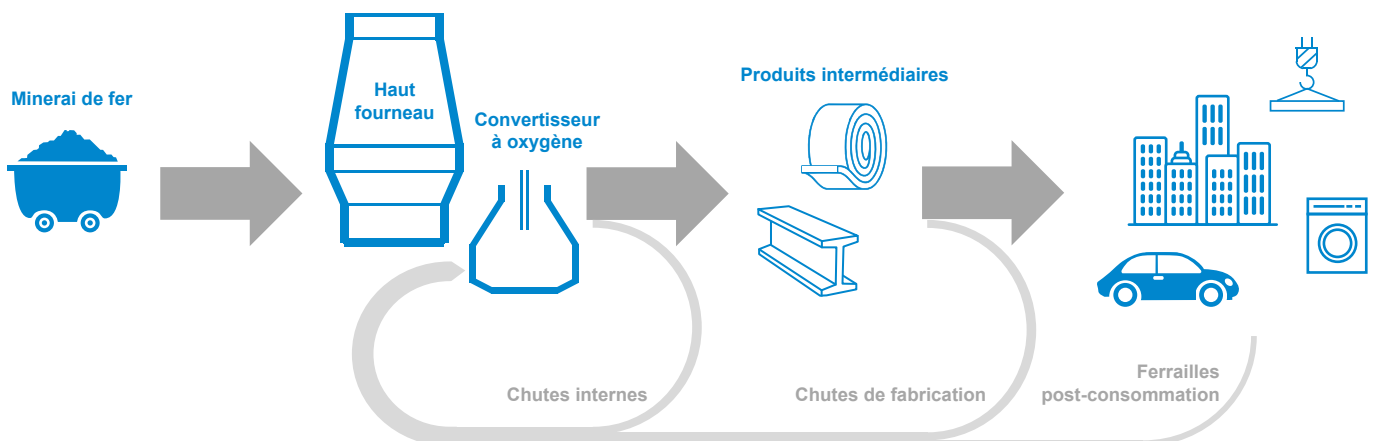 Minerai de fer
Haut
fourneau
Convertisseur
à oxygène
Produits intermédiaires
Chutes internes
Chutes de fabrication
Ferrailles
post-consommation